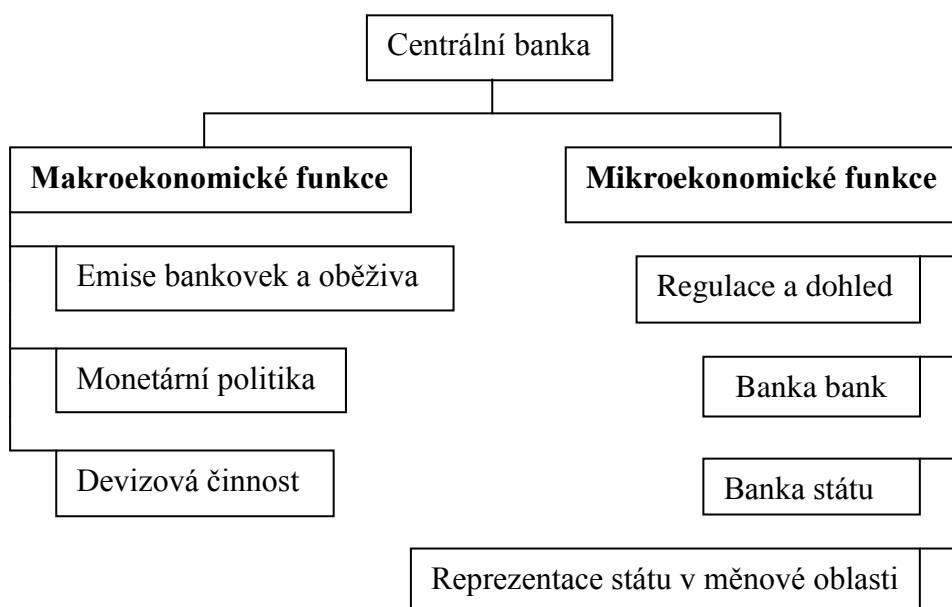 Centrální banka
Makroekonomické funkce
Emise bankovek a oběživa
Monetární politika
Devizová činnost
Mikroekonomické funkce
Regulace a dohled
Banka bank
Banka státu
Reprezentace státu v měnové oblasti